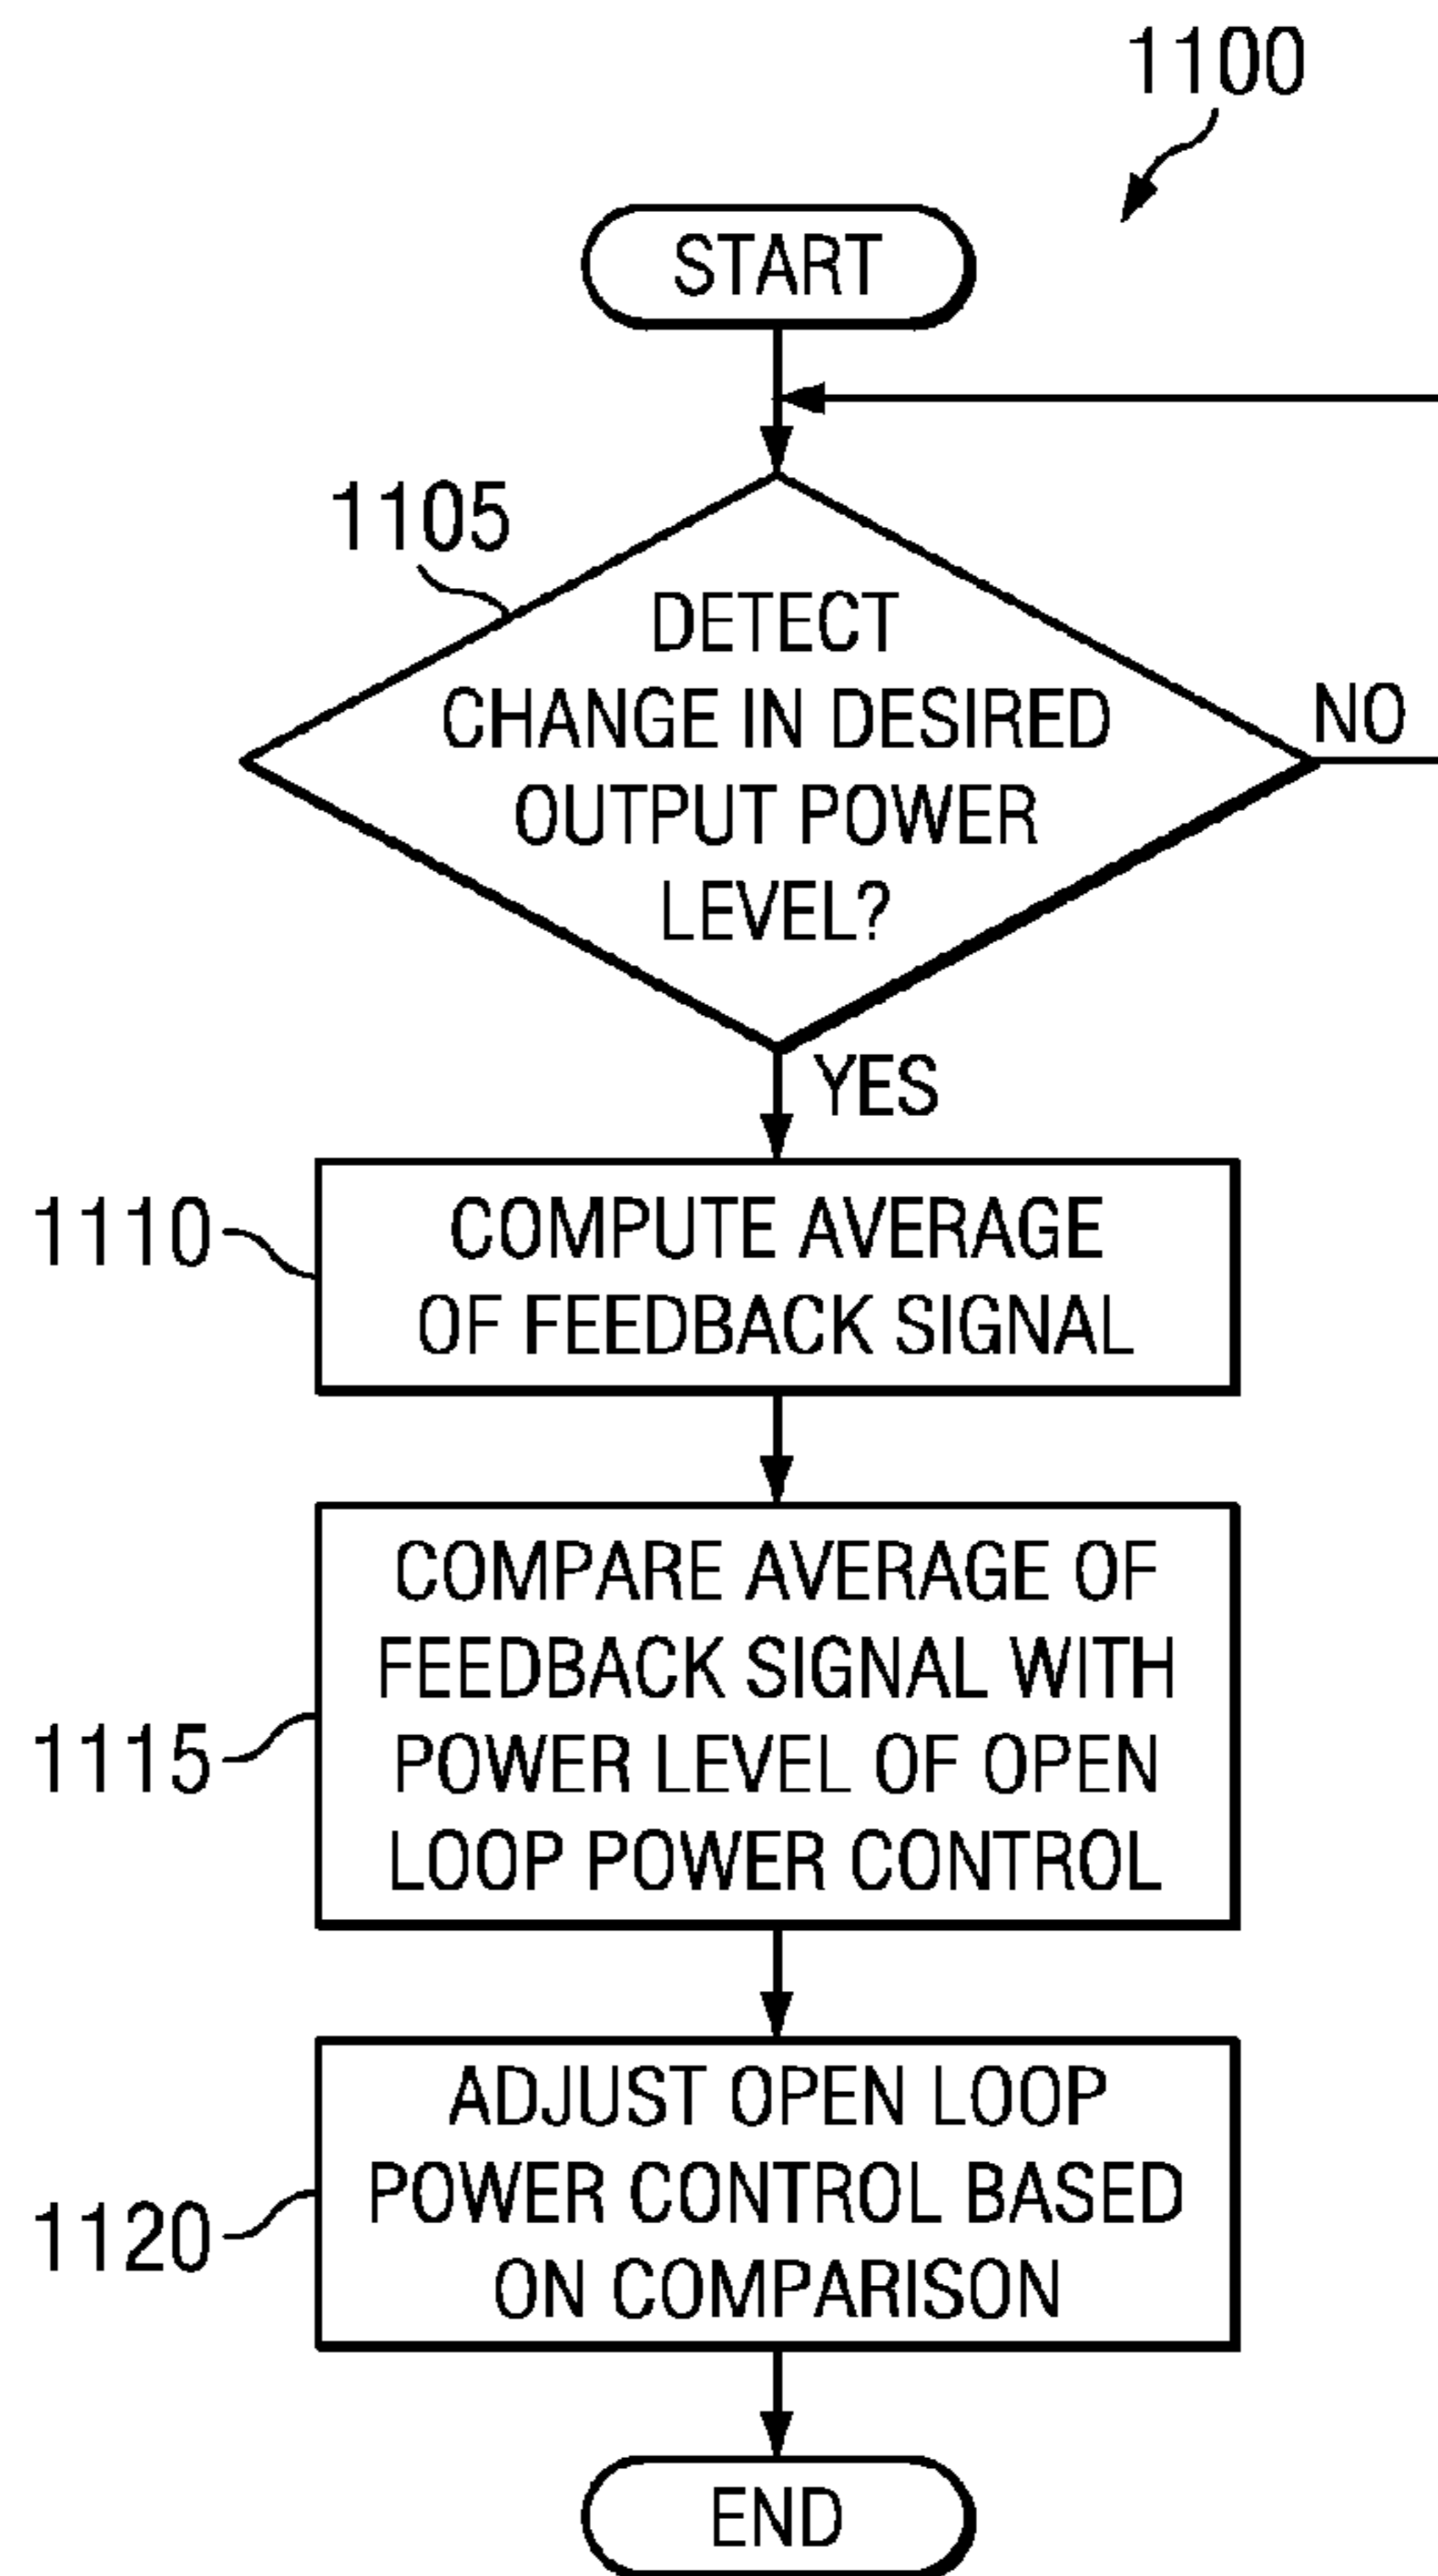 1100
START
1105
DETECT
CHANGE IN DESIRED
OUTPUT POWER
LEVEL?
NO
YES
1110
COMPUTE AVERAGE
OF FEEDBACK SIGNAL
1115
COMPARE AVERAGE OF
FEEDBACK SIGNAL WITH
POWER LEVEL OF OPEN
LOOP POWER CONTROL
1120
ADJUST OPEN LOOP
POWER CONTROL BASED
ON COMPARISON
END